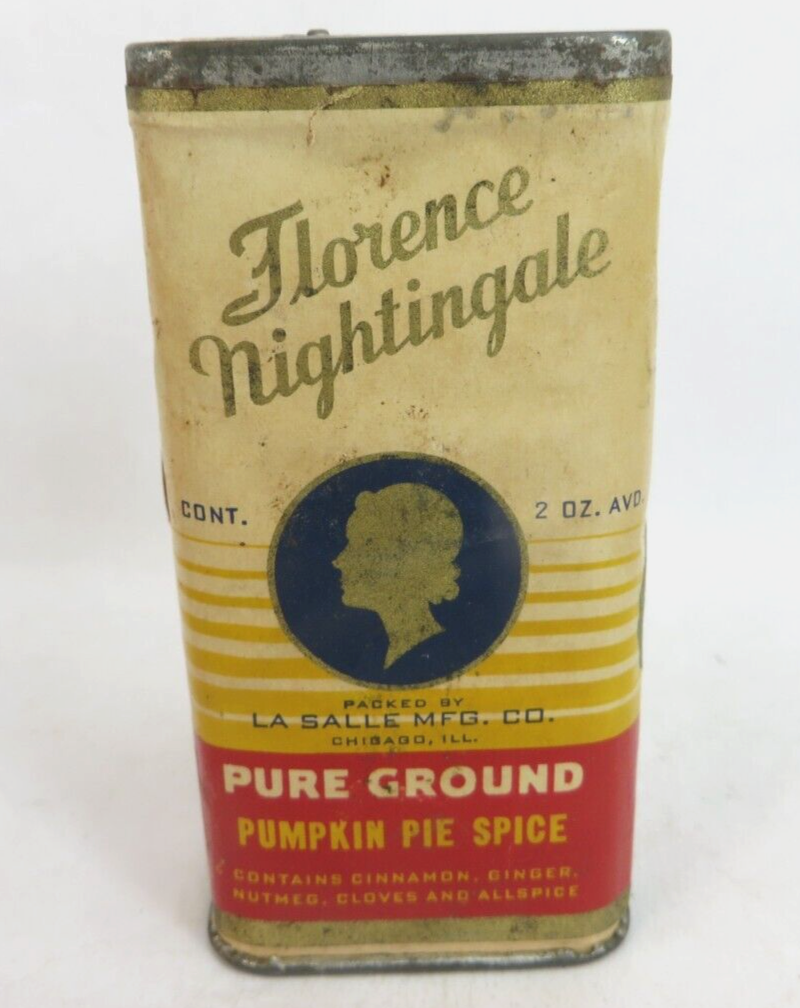 Florence
Nightingale
CONT. 2 OZ. AVD.
PACKED BY
LA SALLE MFG. CO.
CHICAGO, ILL.
PURE GROUND
PUMPKIN PIE SPICE
CONTAINS CINNAMON, GINGER,
NUTMEG, CLOVES AND ALLSPICE